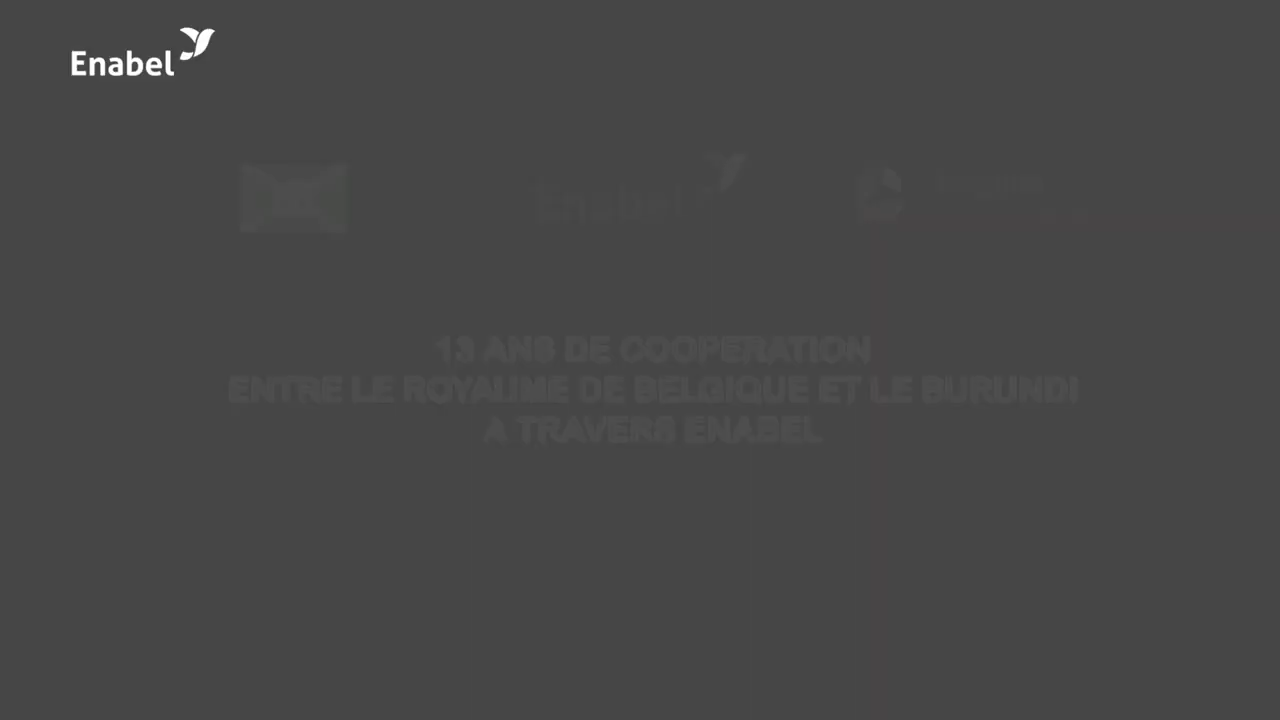 Enabel
Enabel
13 ANS DE COOPERATION
ENTRE LE ROYAUME DE BELGIQUE ET LE BURUNDI
A TRAVERS ENABEL